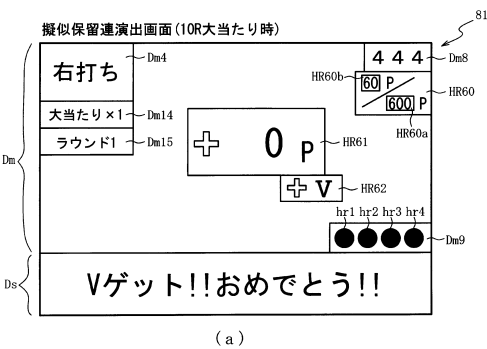 擬似保留連演出画面(10R大当たり時)
81
右打ち
Dm4
大当たり×1
Dm14
ラウンド1
Dm15
4 4 4
Dm8
HR60b
60 P
HR60
600 P
HR60a
Dm
+ 0 P
HR61
+ V
HR62
hr1 hr2 hr3 hr4
Dm9
Ds
Vゲット!!おめでとう!!
(a)